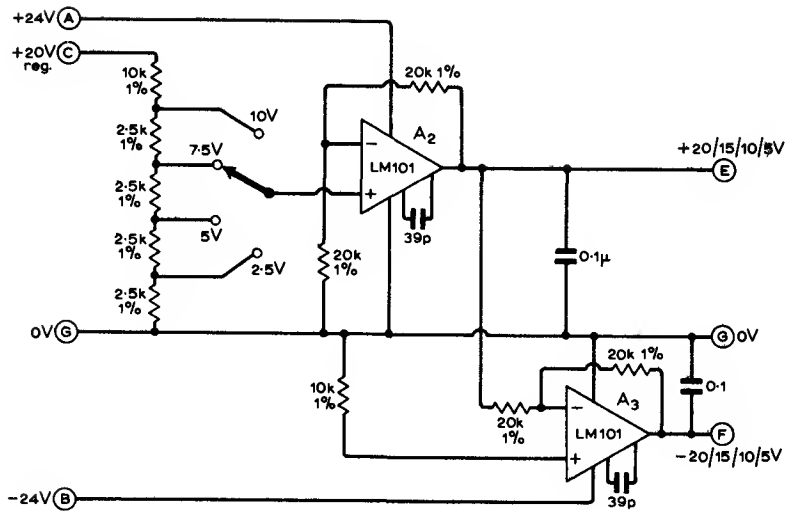 +24V A
+20V C
reg.
10k
1%
10V
2.5k
1%
7.5V
2.5k
1%
5V
2.5k
1%
2.5V
2.5k
1%
20k 1%
A2
−
LM101
+
39p
20k
1%
+20/15/10/5V
E
0.1μ
0V G
G 0V
10k
1%
20k 1%
A3
−
LM101
+
20k
1%
39p
0.1
F
−20/15/10/5V
−24V B